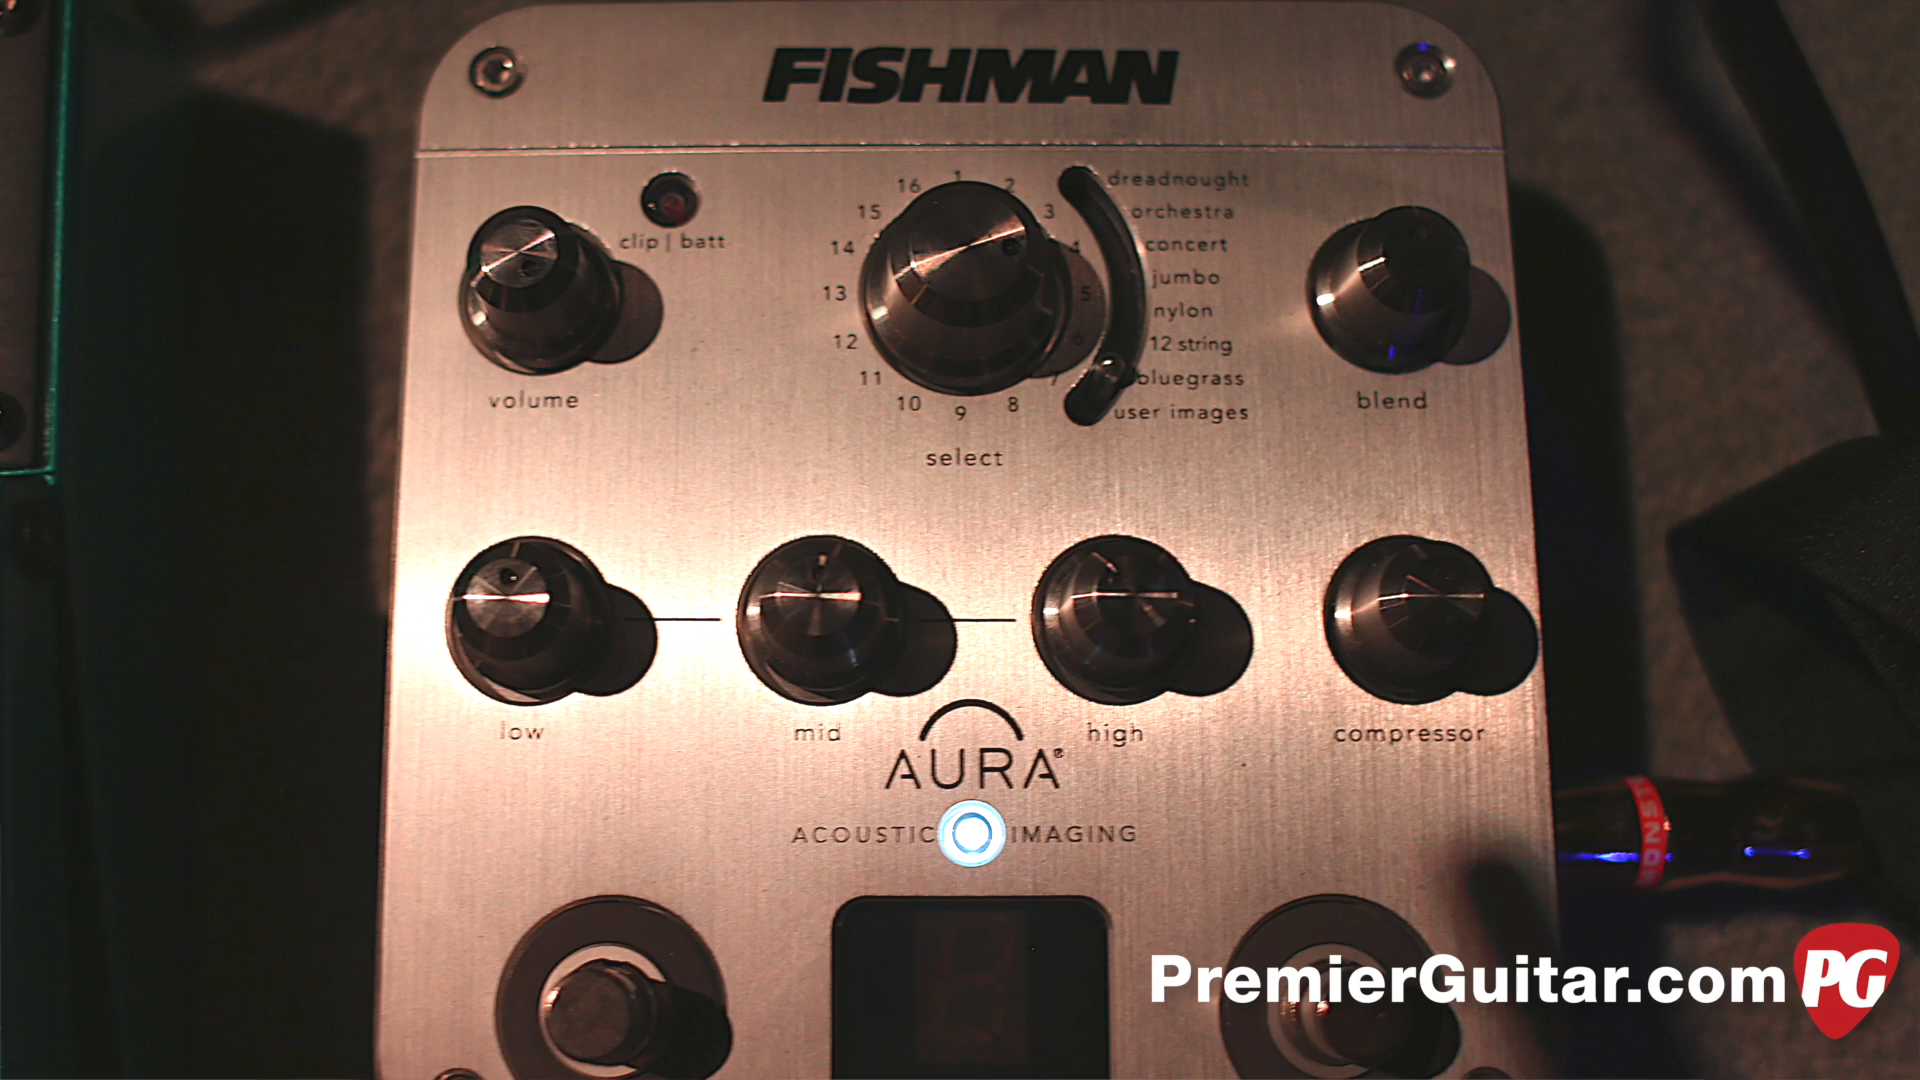 FISHMAN
clip | batt
volume
1
2
3
4
5
6
7
8
9
10
11
12
13
14
15
16
select
dreadnought
orchestra
concert
jumbo
nylon
12 string
bluegrass
user images
blend
low
mid
high
compressor
AURA®
ACOUSTIC IMAGING
MONST
PremierGuitar.com PG